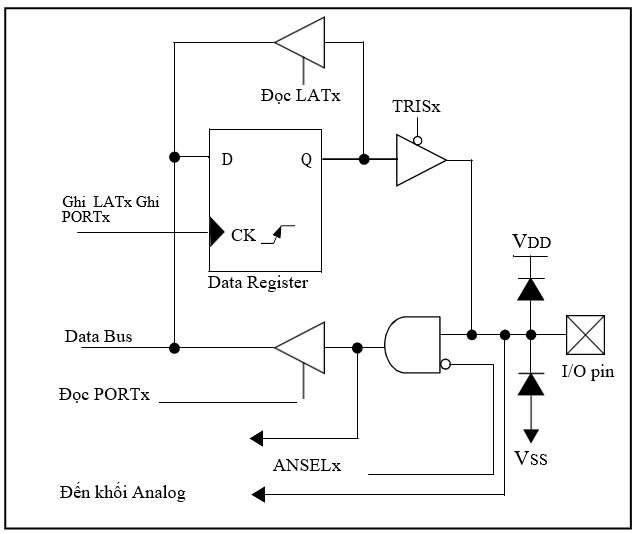 Đọc LATx
TRISx
D
Q
Ghi LATx Ghi
PORTx
CK
Data Register
VDD
Data Bus
I/O pin
Đọc PORTx
VSS
ANSELx
Đến khối Analog